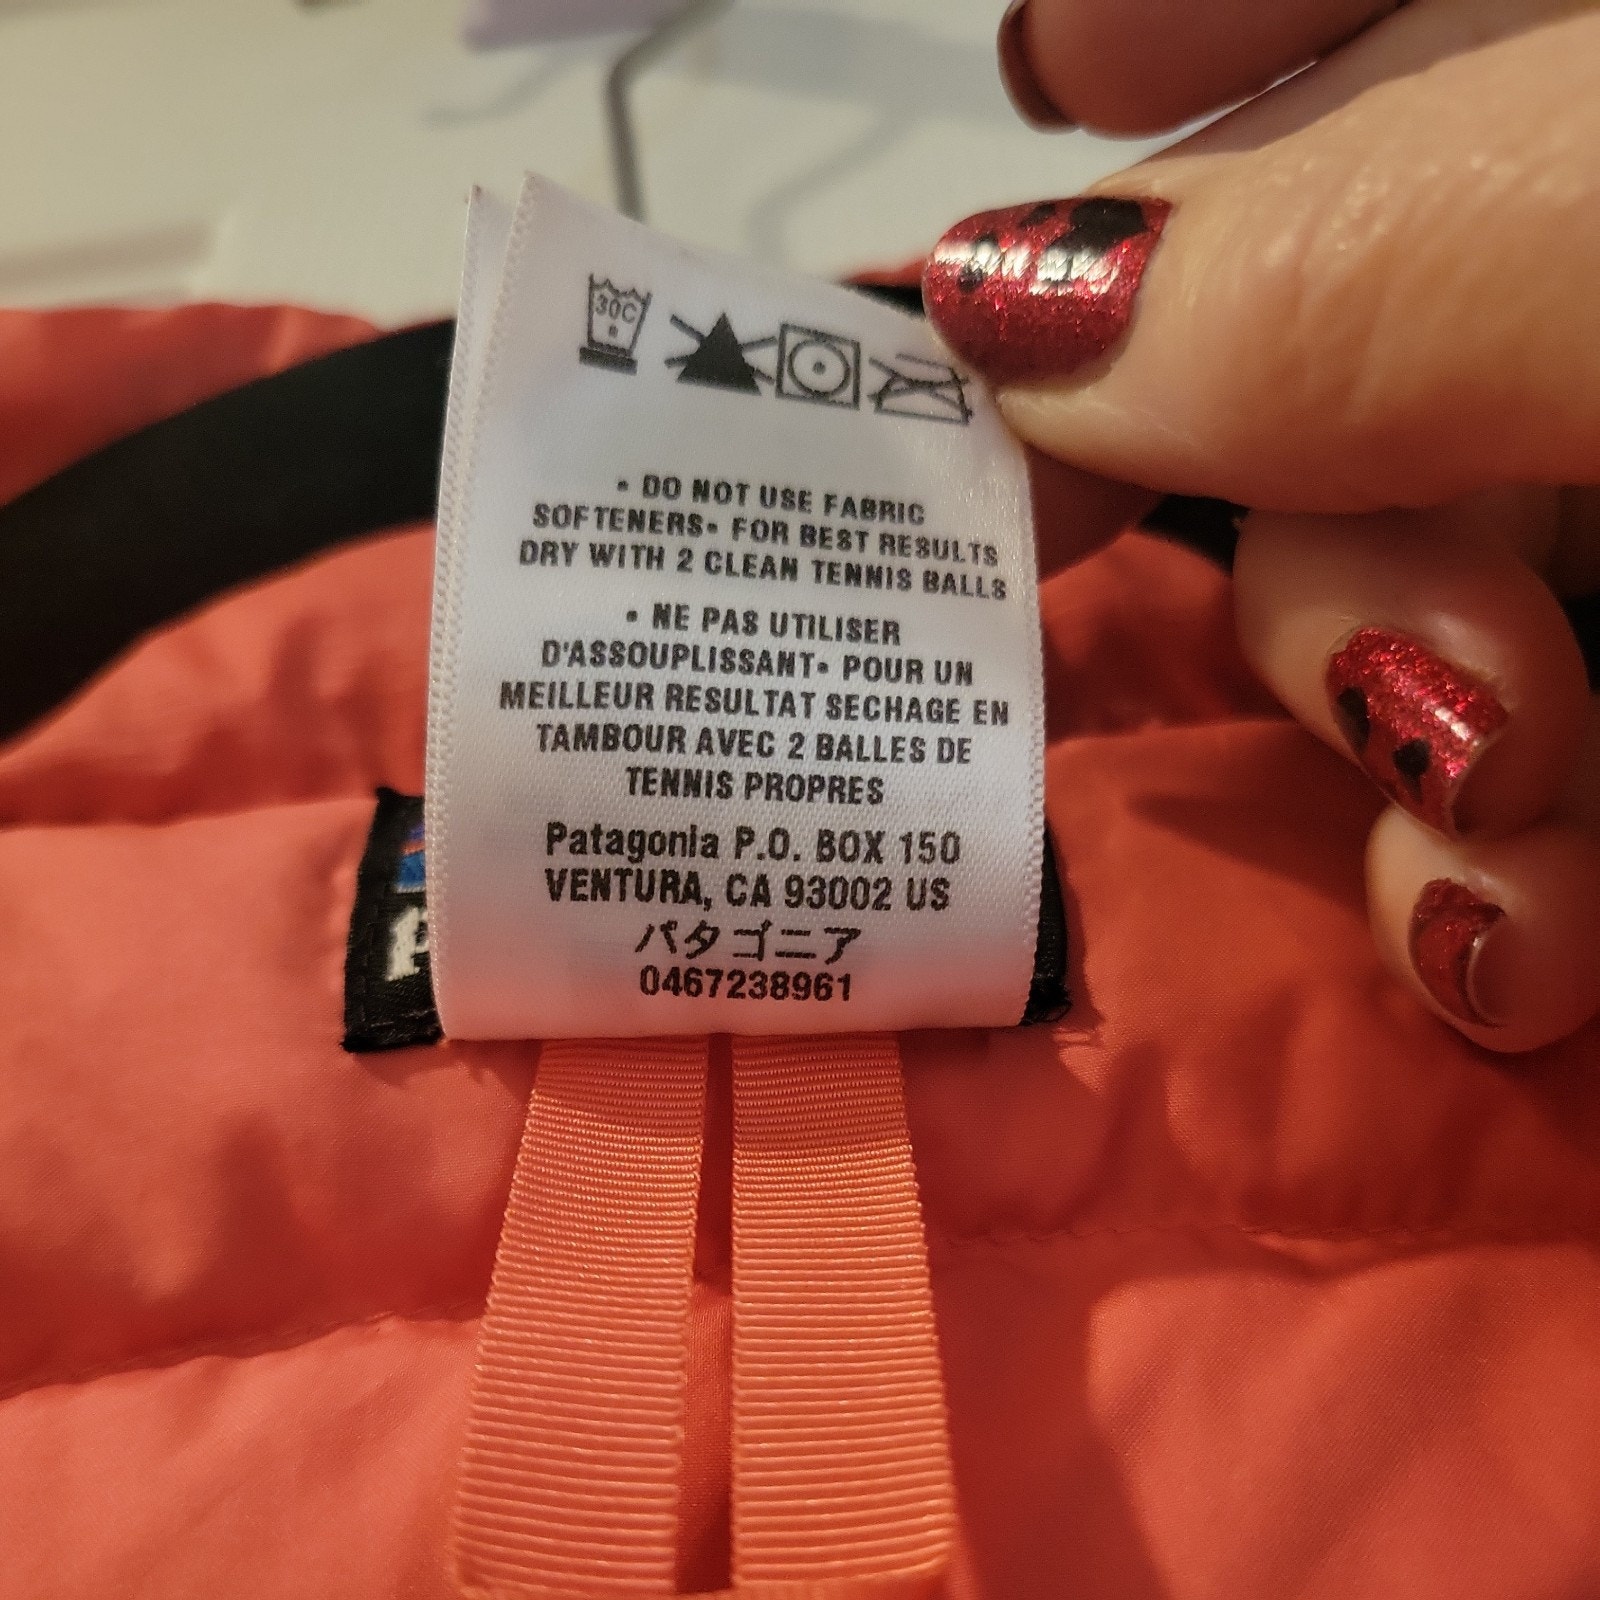 30C
• DO NOT USE FABRIC
SOFTENERS• FOR BEST RESULTS
DRY WITH 2 CLEAN TENNIS BALLS
• NE PAS UTILISER
D'ASSOUPLISSANT• POUR UN
MEILLEUR RESULTAT SECHAGE EN
TAMBOUR AVEC 2 BALLES DE
TENNIS PROPRES
Patagonia P.O. BOX 150
VENTURA, CA 93002 US
パタゴニア
0467238961